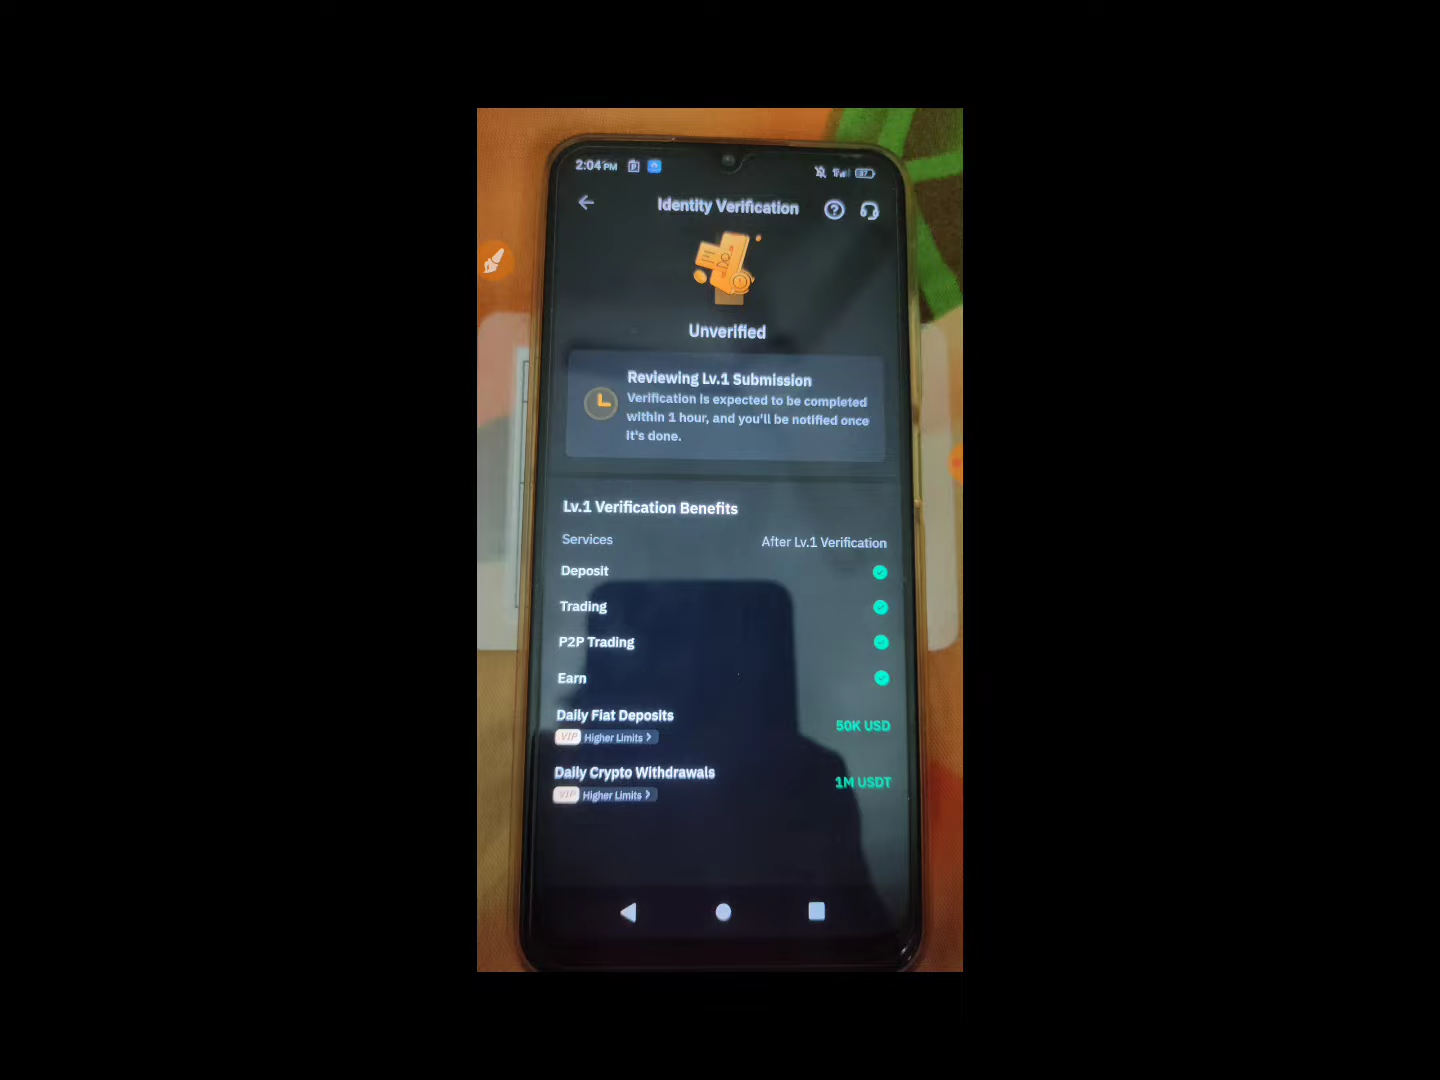 2:04 PM
87
Identity Verification
Unverified
Reviewing Lv.1 Submission
Verification is expected to be completed
within 1 hour, and you'll be notified once
it's done.
Lv.1 Verification Benefits
Services After Lv.1 Verification
Deposit
Trading
P2P Trading
Earn
Daily Fiat Deposits 50K USD
VIP Higher Limits >
Daily Crypto Withdrawals 1M USDT
VIP Higher Limits >